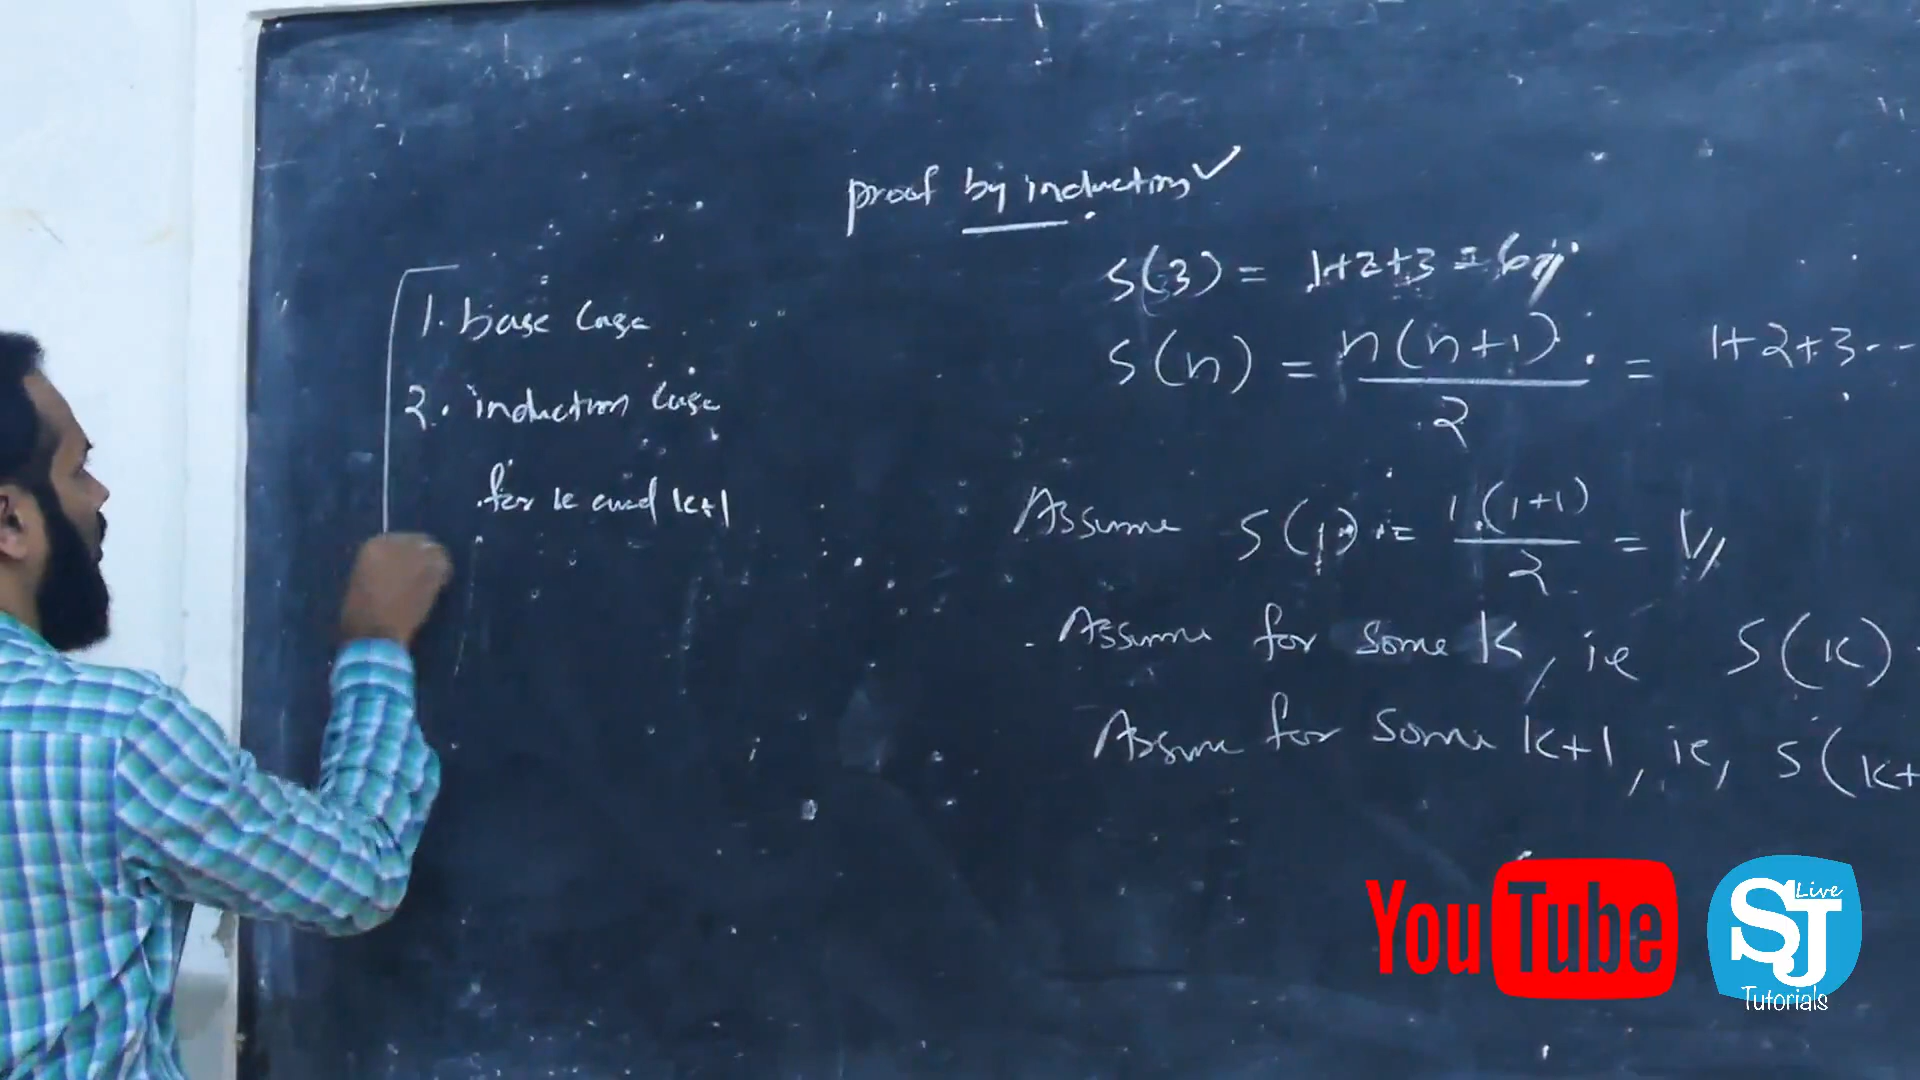 proof by induction ✓
1. base case
2. induction case
for k and k+1
S(3) = 1+2+3 = 6//
S(n) = n(n+1)/2 = 1+2+3...
Assume S(1) = 1.(1+1)/2 = 1//
Assume for some K, ie S(K)
Assume for some k+1, ie, S(k+
YouTube
SJ Live
Tutorials